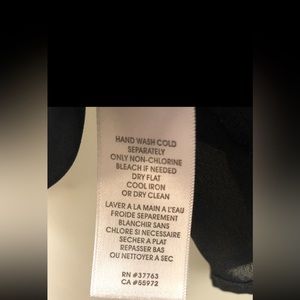 HAND WASH COLD
SEPARATELY
ONLY NON-CHLORINE
BLEACH IF NEEDED
DRY FLAT
COOL IRON
OR DRY CLEAN
LAVER A LA MAIN A L'EAU
FROIDE SEPAREMENT
BLANCHIR SANS
CHLORE SI NECESSAIRE
SECHER A PLAT
REPASSER BAS
OU NETTOYER A SEC
RN #37763
CA #55972